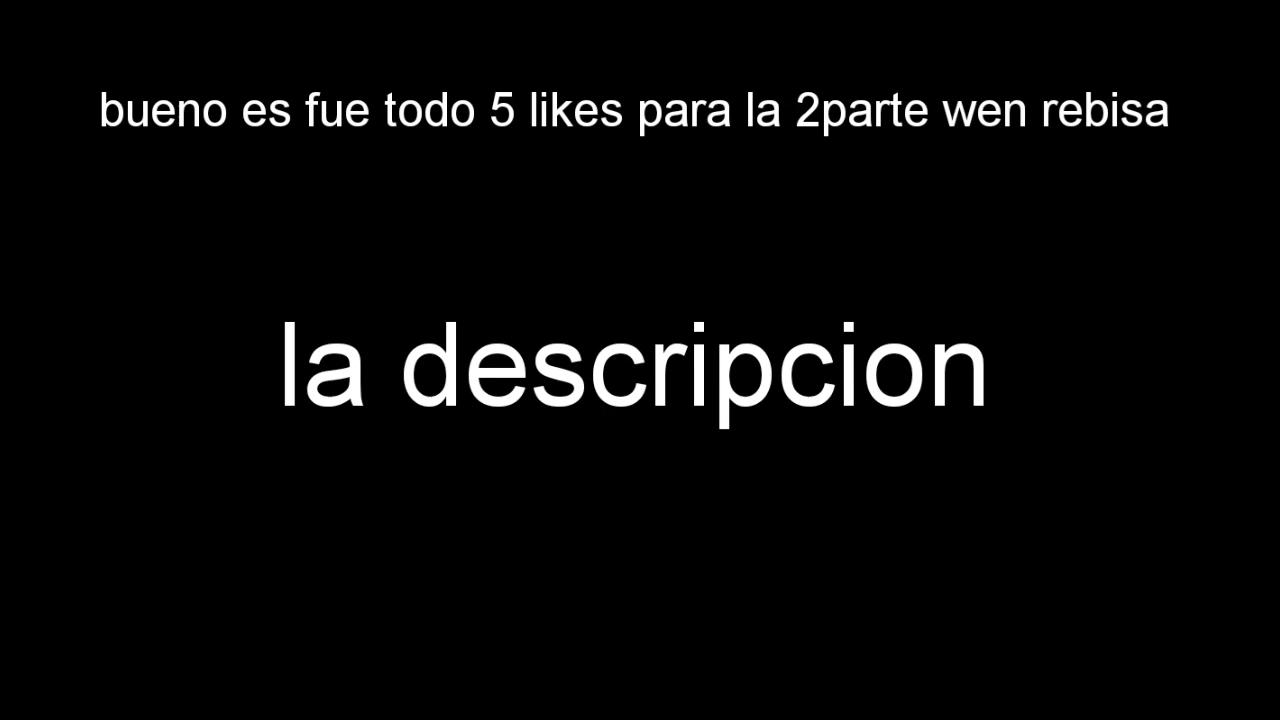 bueno es fue todo 5 likes para la 2parte wen rebisa
la descripcion